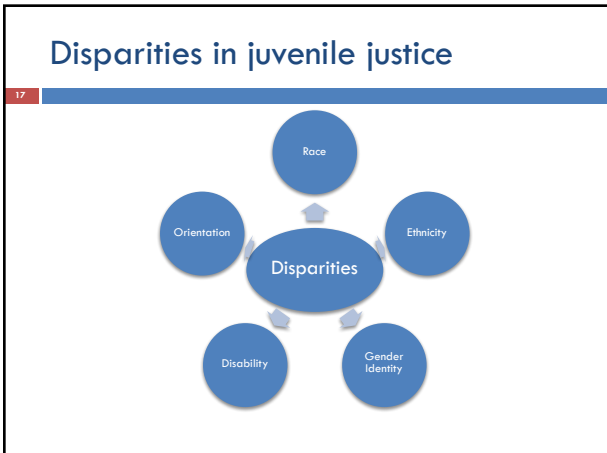 Disparities in juvenile justice
17
Race
Orientation
Ethnicity
Disparities
Disability
Gender
Identity